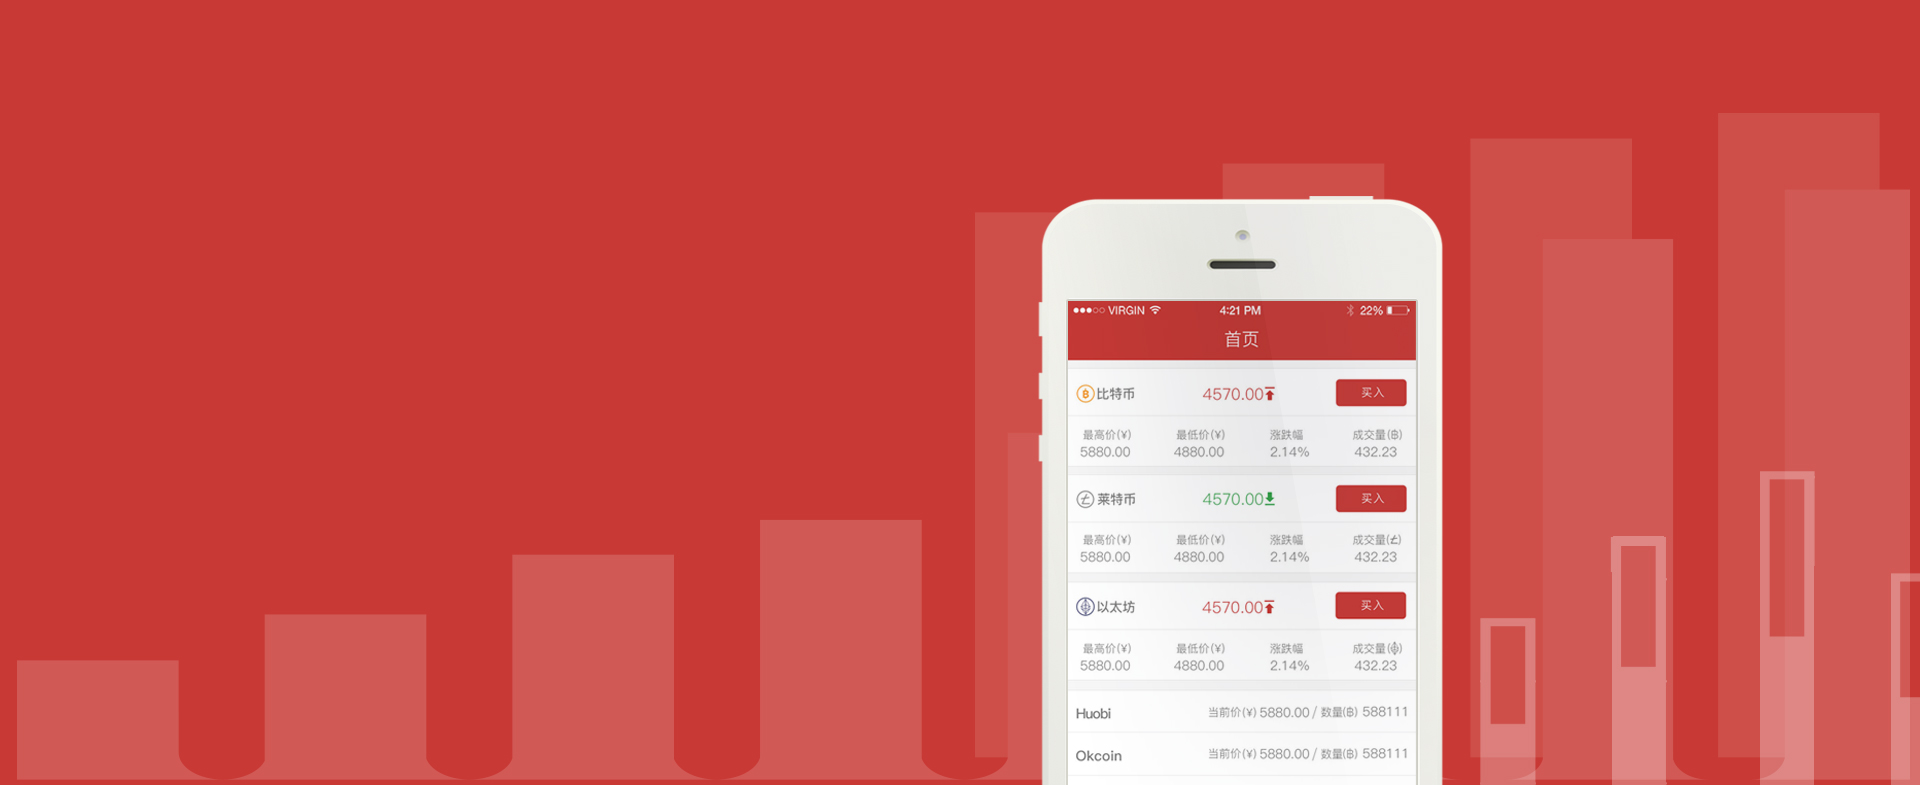 VIRGIN 4:21 PM 22%
首页
比特币 4570.00 买入
最高价(¥) 最低价(¥) 涨跌幅 成交量(฿)
5880.00 4880.00 2.14% 432.23
莱特币 4570.00 买入
最高价(¥) 最低价(¥) 涨跌幅 成交量(Ł)
5880.00 4880.00 2.14% 432.23
以太坊 4570.00 买入
最高价(¥) 最低价(¥) 涨跌幅 成交量()
5880.00 4880.00 2.14% 432.23
Huobi 当前价(¥) 5880.00 / 数量(฿) 588111
Okcoin 当前价(¥) 5880.00 / 数量(฿) 588111